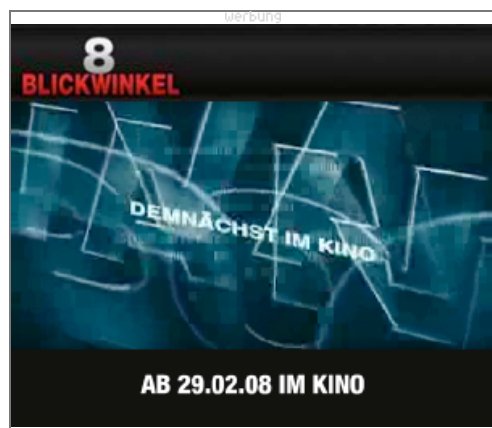 werbung
8
BLICKWINKEL
DEMNÄCHST IM KINO
AB 29.02.08 IM KINO